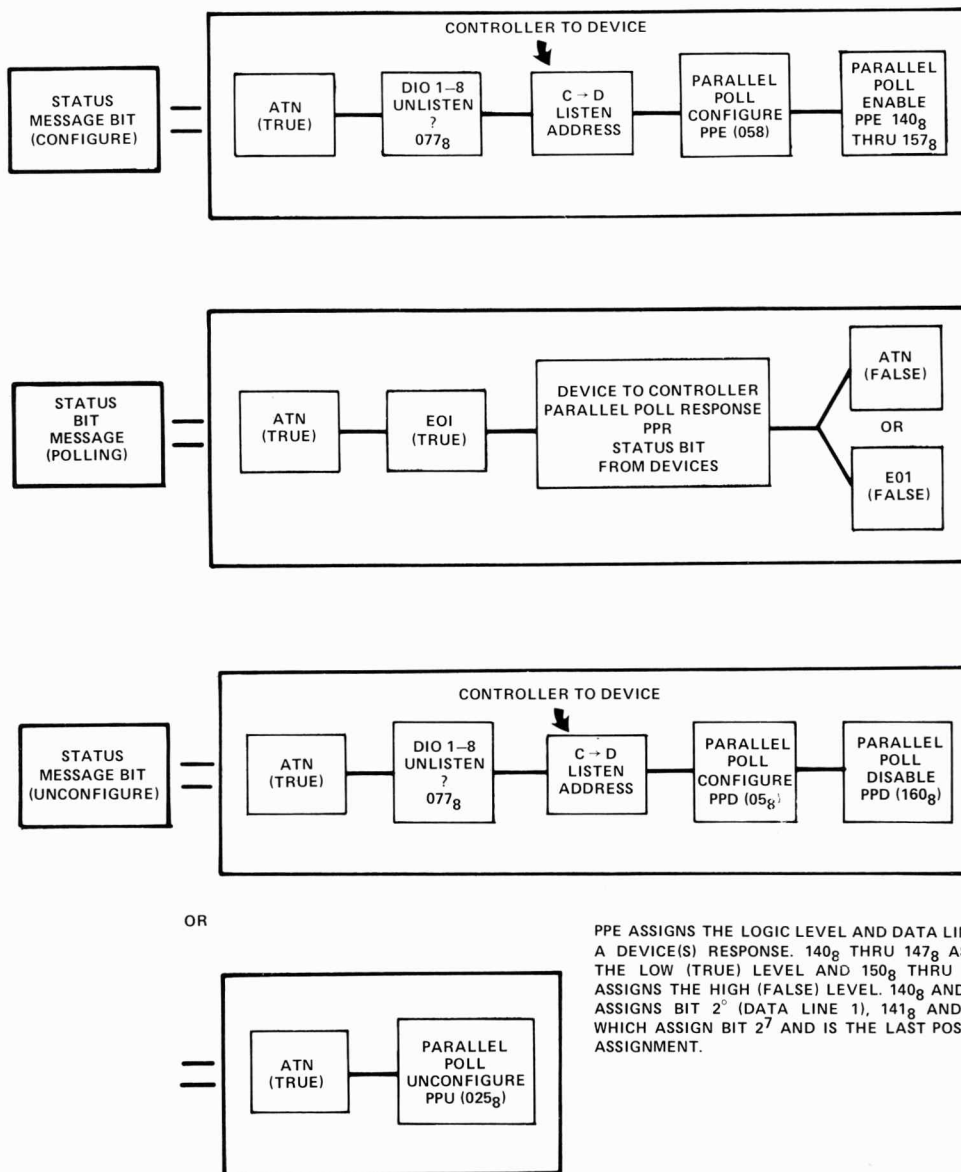 CONTROLLER TO DEVICE
STATUS
MESSAGE BIT
(CONFIGURE)
=
ATN
(TRUE)
DIO 1–8
UNLISTEN
?
077₈
C → D
LISTEN
ADDRESS
PARALLEL
POLL
CONFIGURE
PPE (058)
PARALLEL
POLL
ENABLE
PPE 140₈
THRU 157₈
STATUS
BIT
MESSAGE
(POLLING)
=
ATN
(TRUE)
EOI
(TRUE)
DEVICE TO CONTROLLER
PARALLEL POLL RESPONSE
PPR
STATUS BIT
FROM DEVICES
ATN
(FALSE)
OR
E01
(FALSE)
CONTROLLER TO DEVICE
STATUS
MESSAGE BIT
(UNCONFIGURE)
=
ATN
(TRUE)
DIO 1–8
UNLISTEN
?
077₈
C → D
LISTEN
ADDRESS
PARALLEL
POLL
CONFIGURE
PPD (05₈)
PARALLEL
POLL
DISABLE
PPD (160₈)
OR
=
ATN
(TRUE)
PARALLEL
POLL
UNCONFIGURE
PPU (025₈)
PPE ASSIGNS THE LOGIC LEVEL AND DATA
A DEVICE(S) RESPONSE. 140₈ THRU 147₈
THE LOW (TRUE) LEVEL AND 150₈ THRU
ASSIGNS THE HIGH (FALSE) LEVEL. 140₈ AND
ASSIGNS BIT 2° (DATA LINE 1), 141₈ AND
WHICH ASSIGN BIT 2⁷ AND IS THE LAST
ASSIGNMENT.